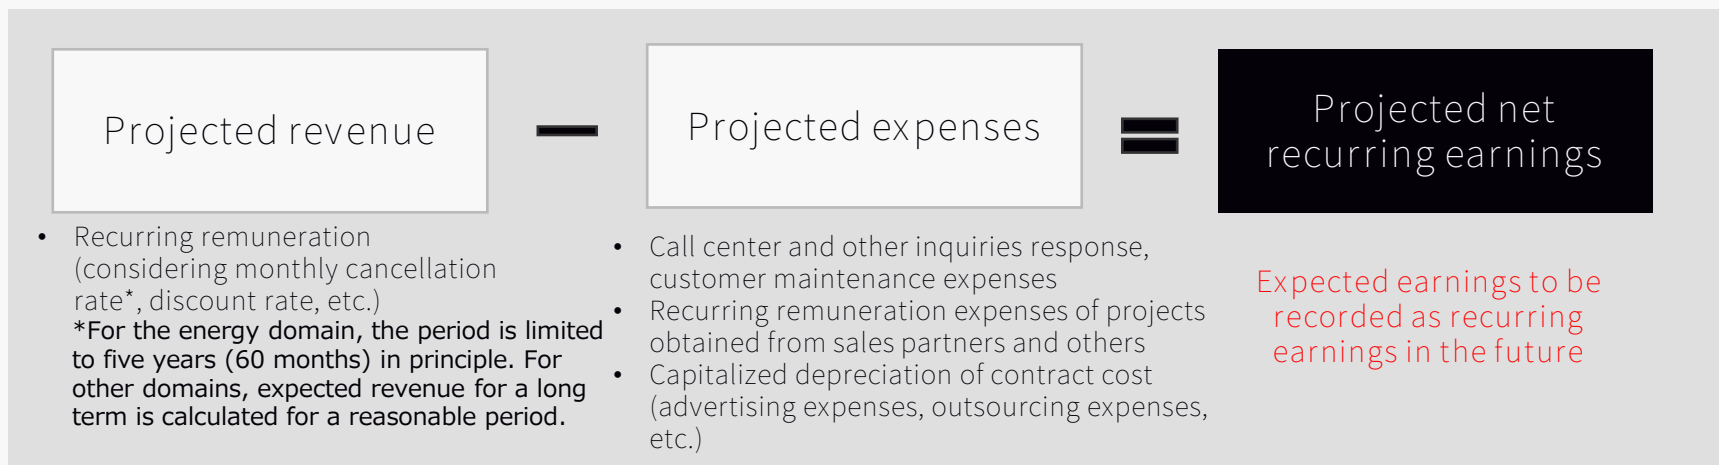 Projected revenue
Projected expenses
Projected net
recurring earnings
• Recurring remuneration
(considering monthly cancellation
rate*, discount rate, etc.)
*For the energy domain, the period is limited
to five years (60 months) in principle. For
other domains, expected revenue for a long
term is calculated for a reasonable period.
• Call center and other inquiries response,
customer maintenance expenses
• Recurring remuneration expenses of projects
obtained from sales partners and others
• Capitalized depreciation of contract cost
(advertising expenses, outsourcing expenses,
etc.)
Expected earnings to be
recorded as recurring
earnings in the future